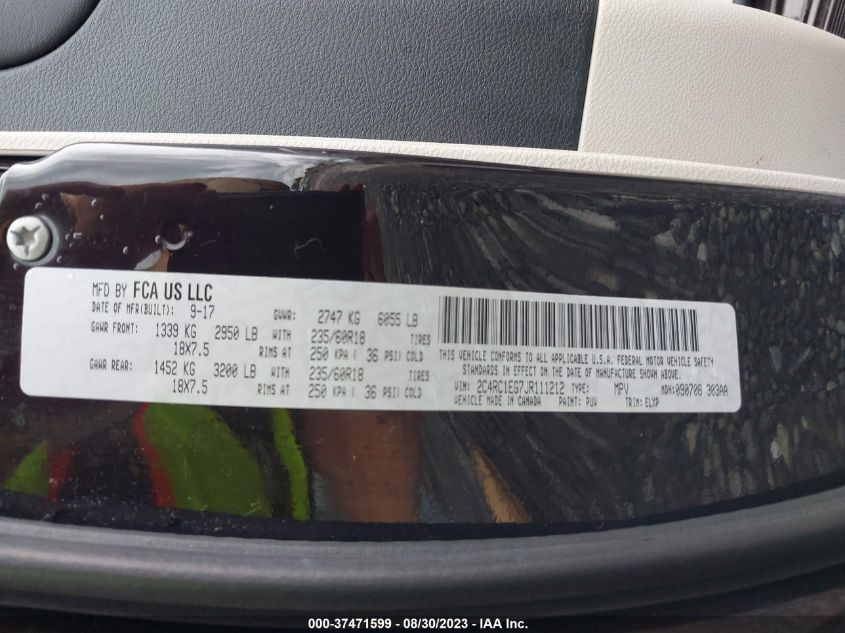 MFD BY FCA US LLC
DATE OF MFR(BUILT): 9-17 GVWR: 2747 KG 6055 LB
GAWR FRONT: 1339 KG 2950 LB WITH 235/60R18 TIRES
18X7.5 RIMS AT 250 KPA ( 36 PSI) COLD
GAWR REAR: 1452 KG 3200 LB WITH 235/60R18 TIRES
18X7.5 RIMS AT 250 KPA ( 36 PSI) COLD
THIS VEHICLE CONFORMS TO ALL APPLICABLE U.S.A. FEDERAL MOTOR VEHICLE SAFETY
STANDARDS IN EFFECT ON THE DATE OF MANUFACTURE SHOWN ABOVE.
VIN: 2C4RC1EG7JR111212 TYPE: MPV MDH: 090708 303AA
VEHICLE MADE IN CANADA PAINT: PUV TRIM: ELXP
000-37471599 - 08/30/2023 - IAA Inc.